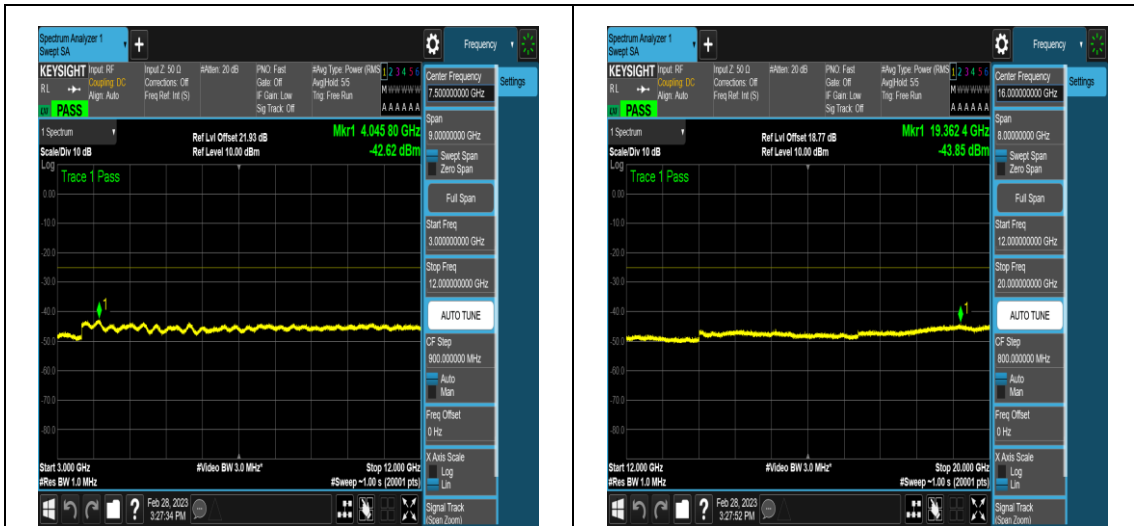 Spectrum Analyzer 1
Swept SA
+
Frequency
KEYSIGHT
RL
Input: RF
Coupling: DC
Align: Auto
Input Z: 50 Ω
Corrections: Off
Freq Ref: Int (S)
#Atten: 20 dB
PNO: Fast
Gate: Off
IF Gain: Low
Sig Track: Off
#Avg Type: Power (RMS
Avg|Hold: 5/5
Trig: Free Run
1 2 3 4 5 6
M W W W W W
A A A A A A
PASS
Center Frequency
7.500000000 GHz
Settings
1 Spectrum
Ref Lvl Offset 21.93 dB
Mkr1 4.045 80 GHz
Scale/Div 10 dB
Ref Level 10.00 dBm
-42.62 dBm
Log
Trace 1 Pass
1
0.00
-10.0
-20.0
-30.0
-40.0
-50.0
-60.0
-70.0
-80.0
Span
9.00000000 GHz
Swept Span
Zero Span
Full Span
Start Freq
3.000000000 GHz
Stop Freq
12.000000000 GHz
AUTO TUNE
CF Step
900.000000 MHz
Auto
Man
Freq Offset
0 Hz
X Axis Scale
Log
Lin
Signal Track
(Span Zoom)
Start 3.000 GHz
#Video BW 3.0 MHz*
Stop 12.000 GHz
#Res BW 1.0 MHz
#Sweep ~1.00 s (20001 pts)
?
Feb 28, 2023
3:27:34 PM
Spectrum Analyzer 1
Swept SA
+
Frequency
KEYSIGHT
RL
Input: RF
Coupling: DC
Align: Auto
Input Z: 50 Ω
Corrections: Off
Freq Ref: Int (S)
#Atten: 20 dB
PNO: Fast
Gate: Off
IF Gain: Low
Sig Track: Off
#Avg Type: Power (RMS
Avg|Hold: 5/5
Trig: Free Run
1 2 3 4 5 6
M W W W W W
A A A A A A
PASS
Center Frequency
16.000000000 GHz
Settings
1 Spectrum
Ref Lvl Offset 18.77 dB
Mkr1 19.362 4 GHz
Scale/Div 10 dB
Ref Level 10.00 dBm
-43.85 dBm
Log
Trace 1 Pass
1
0.00
-10.0
-20.0
-30.0
-40.0
-50.0
-60.0
-70.0
-80.0
Span
8.00000000 GHz
Swept Span
Zero Span
Full Span
Start Freq
12.000000000 GHz
Stop Freq
20.000000000 GHz
AUTO TUNE
CF Step
800.000000 MHz
Auto
Man
Freq Offset
0 Hz
X Axis Scale
Log
Lin
Signal Track
(Span Zoom)
Start 12.000 GHz
#Video BW 3.0 MHz*
Stop 20.000 GHz
#Res BW 1.0 MHz
#Sweep ~1.00 s (20001 pts)
?
Feb 28, 2023
3:27:52 PM